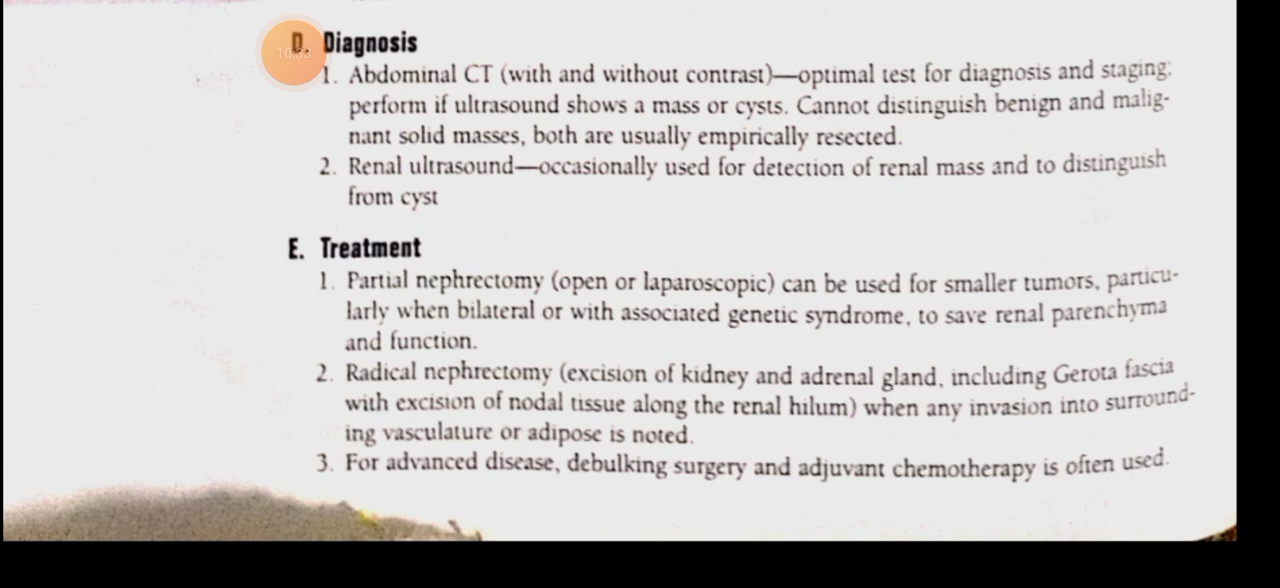 D. Diagnosis
1. Abdominal CT (with and without contrast)—optimal test for diagnosis and staging;
perform if ultrasound shows a mass or cysts. Cannot distinguish benign and malig-
nant solid masses, both are usually empirically resected.
2. Renal ultrasound—occasionally used for detection of renal mass and to distinguish
from cyst
E. Treatment
1. Partial nephrectomy (open or laparoscopic) can be used for smaller tumors, particu-
larly when bilateral or with associated genetic syndrome, to save renal parenchyma
and function.
2. Radical nephrectomy (excision of kidney and adrenal gland, including Gerota fascia
with excision of nodal tissue along the renal hilum) when any invasion into surround-
ing vasculature or adipose is noted.
3. For advanced disease, debulking surgery and adjuvant chemotherapy is often used.